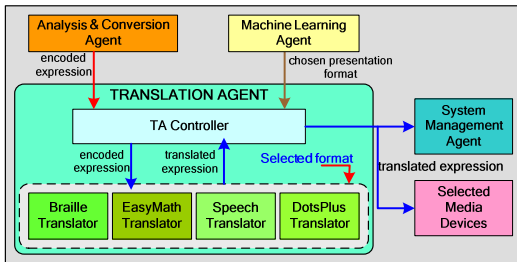 Analysis & Conversion
Agent
Machine Learning
Agent
encoded
expression
chosen presentation
format
TRANSLATION AGENT
TA Controller
System
Management
Agent
encoded
expression
translated
expression
Selected format
translated expression
Braille
Translator
EasyMath
Translator
Speech
Translator
DotsPlus
Translator
Selected
Media
Devices